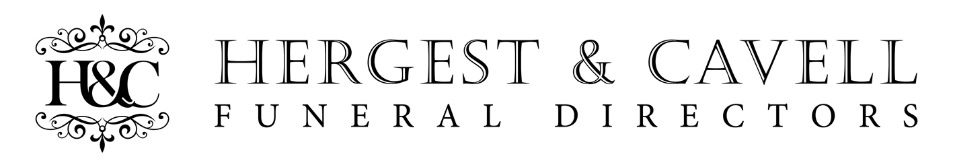 H&C
HERGEST & CAVELL
FUNERAL DIRECTORS